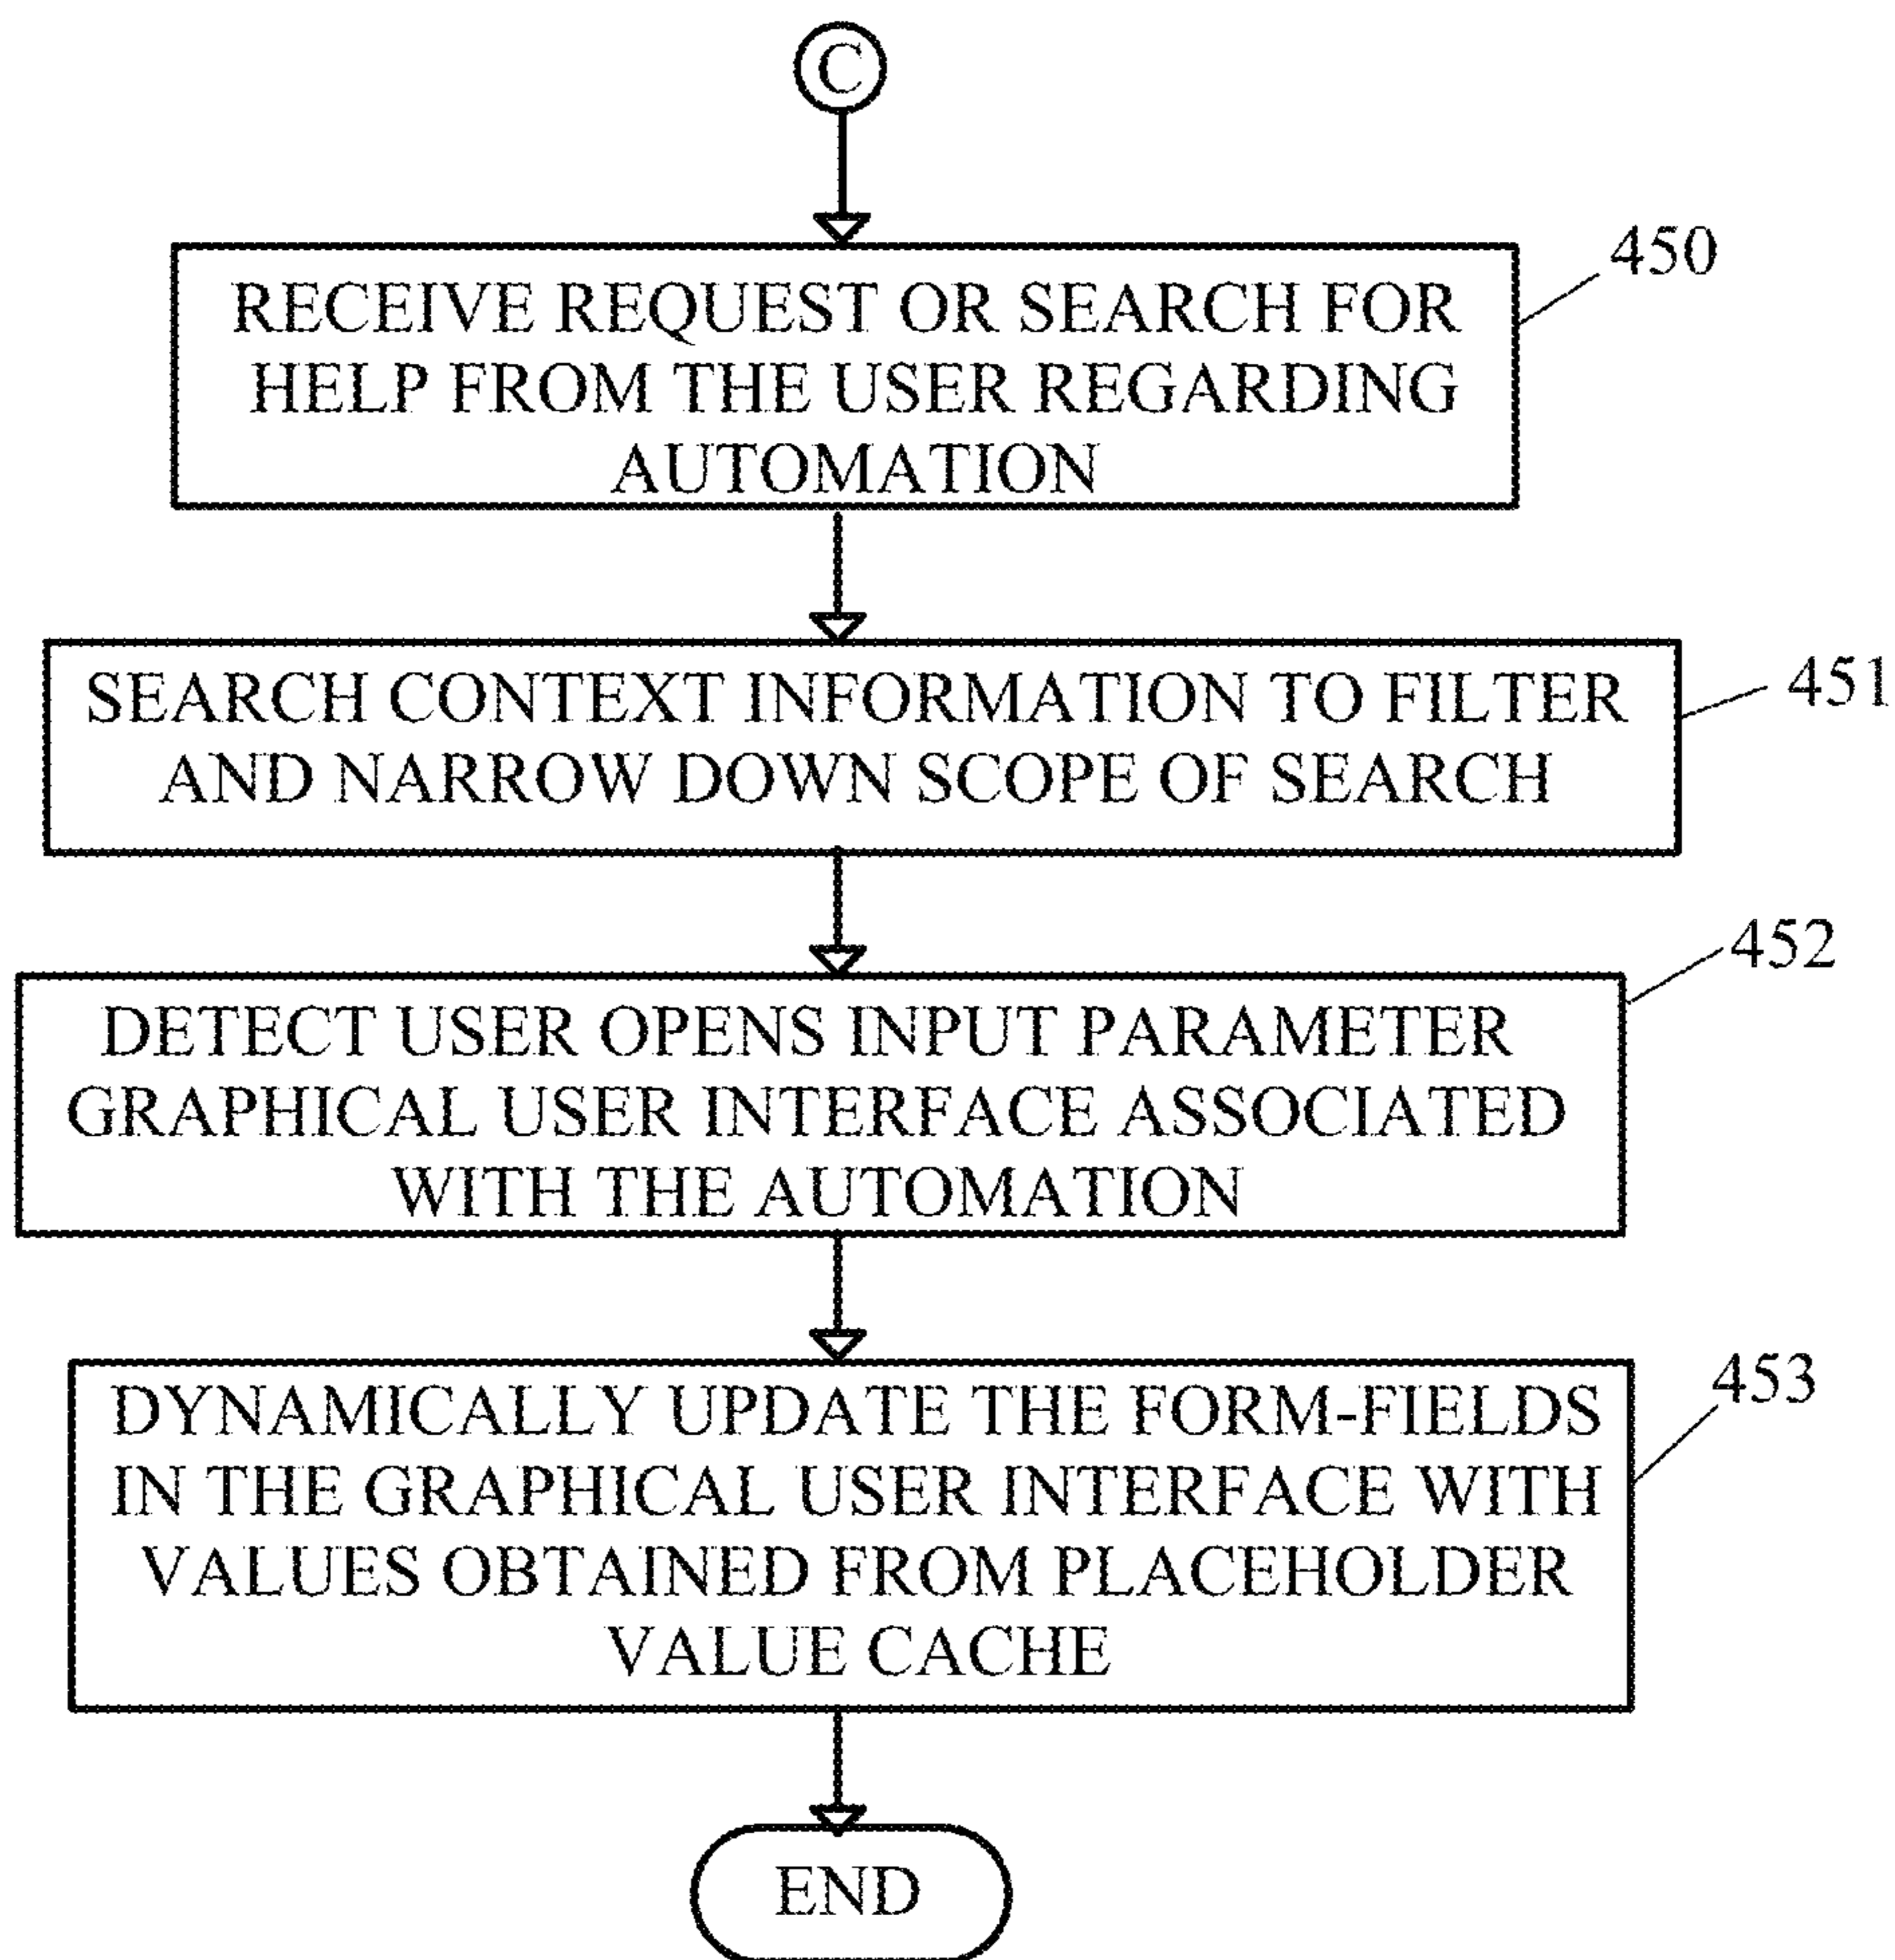 C
450
RECEIVE REQUEST OR SEARCH FOR
HELP FROM THE USER REGARDING
AUTOMATION
451
SEARCH CONTEXT INFORMATION TO FILTER
AND NARROW DOWN SCOPE OF SEARCH
452
DETECT USER OPENS INPUT PARAMETER
GRAPHICAL USER INTERFACE ASSOCIATED
WITH THE AUTOMATION
453
DYNAMICALLY UPDATE THE FORM-FIELDS
IN THE GRAPHICAL USER INTERFACE WITH
VALUES OBTAINED FROM PLACEHOLDER
VALUE CACHE
END